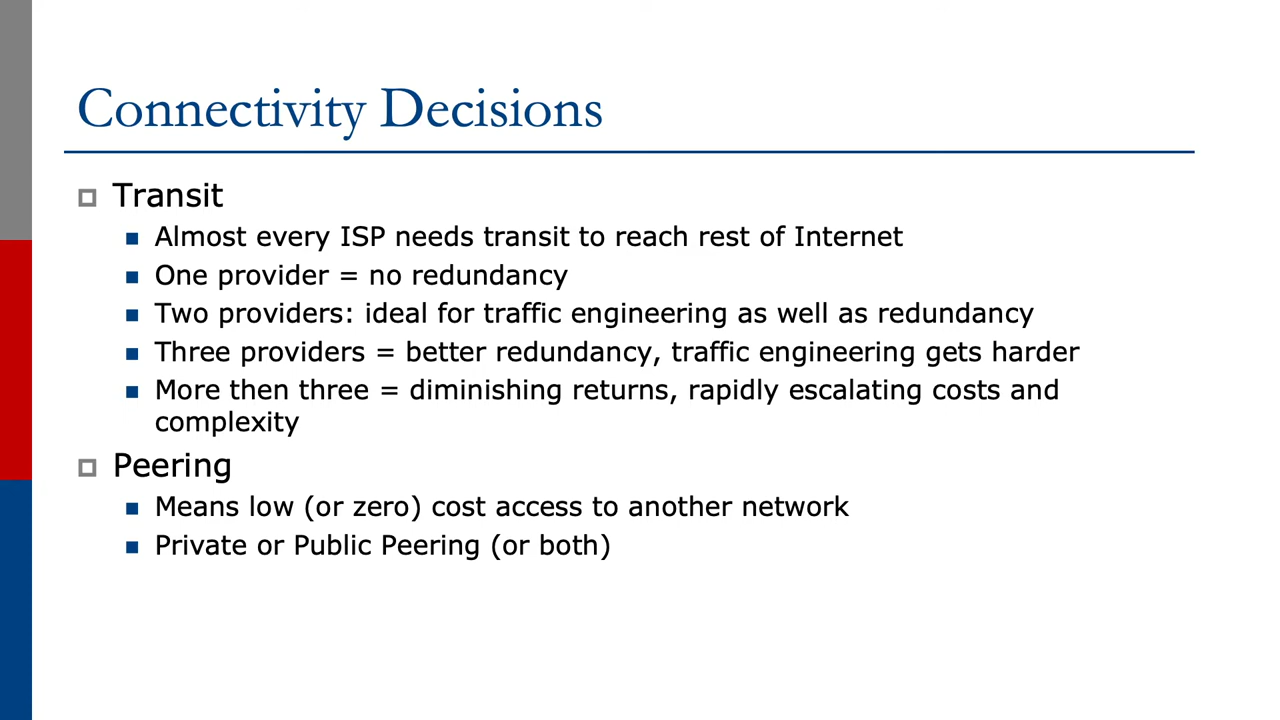 Connectivity Decisions
Transit
Almost every ISP needs transit to reach rest of Internet
One provider = no redundancy
Two providers: ideal for traffic engineering as well as redundancy
Three providers = better redundancy, traffic engineering gets harder
More then three = diminishing returns, rapidly escalating costs and
complexity
Peering
Means low (or zero) cost access to another network
Private or Public Peering (or both)